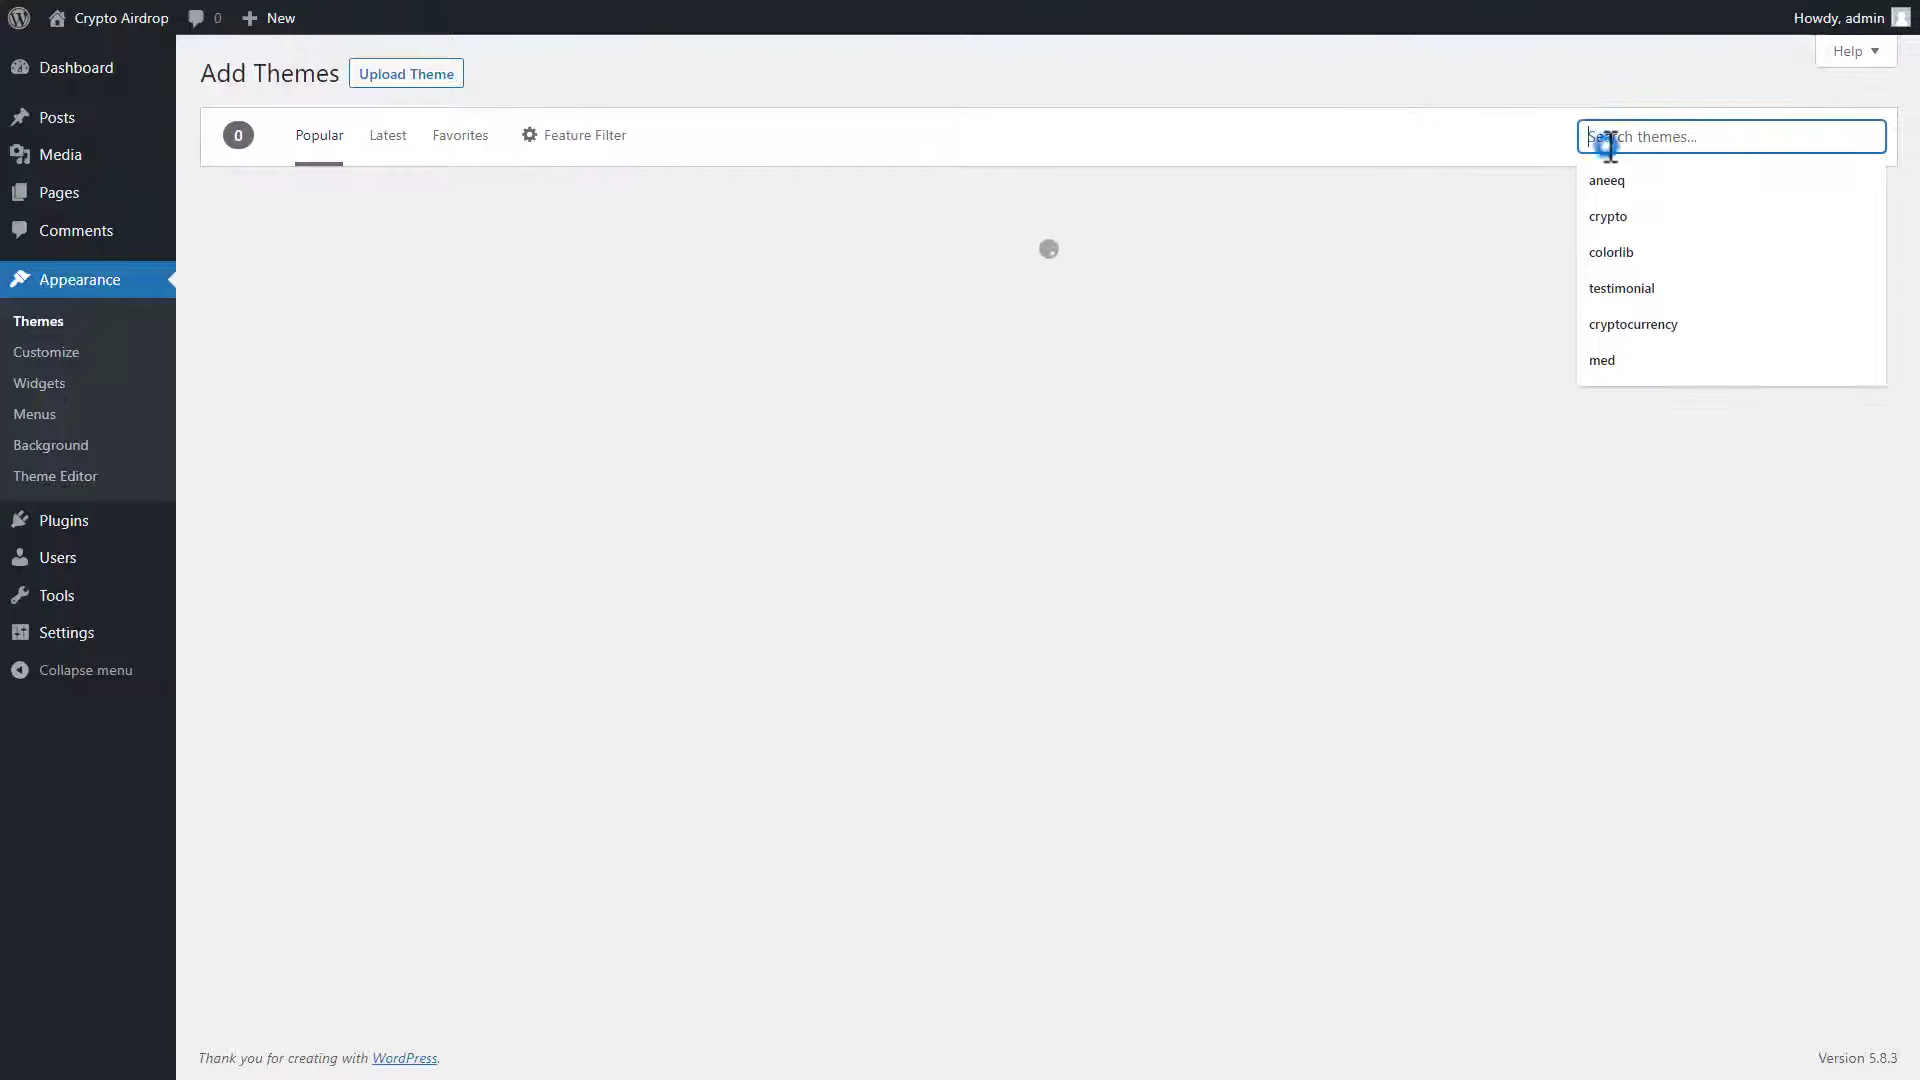 Crypto Airdrop 0 New Howdy, admin
Help
Dashboard
Posts
Media
Pages
Comments
Appearance
Themes
Customize
Widgets
Menus
Background
Theme Editor
Plugins
Users
Tools
Settings
Collapse menu
Add Themes Upload Theme
0 Popular Latest Favorites Feature Filter
Search themes...
aneeq
crypto
colorlib
testimonial
cryptocurrency
med
Thank you for creating with WordPress.
Version 5.8.3